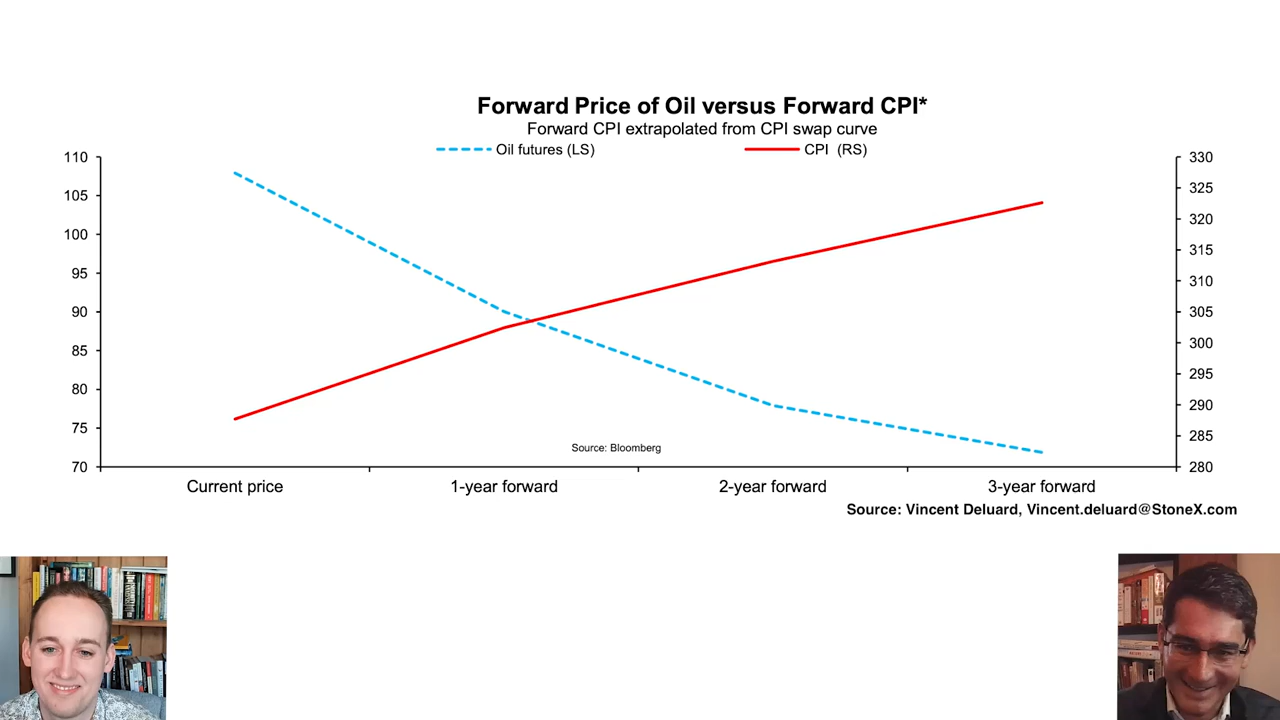 Forward Price of Oil versus Forward CPI*
Forward CPI extrapolated from CPI swap curve
Oil futures (LS)
CPI (RS)
110
105
100
95
90
85
80
75
70
330
325
320
315
310
305
300
295
290
285
280
Source: Bloomberg
Current price
1-year forward
2-year forward
3-year forward
Source: Vincent Deluard, Vincent.deluard@StoneX.com